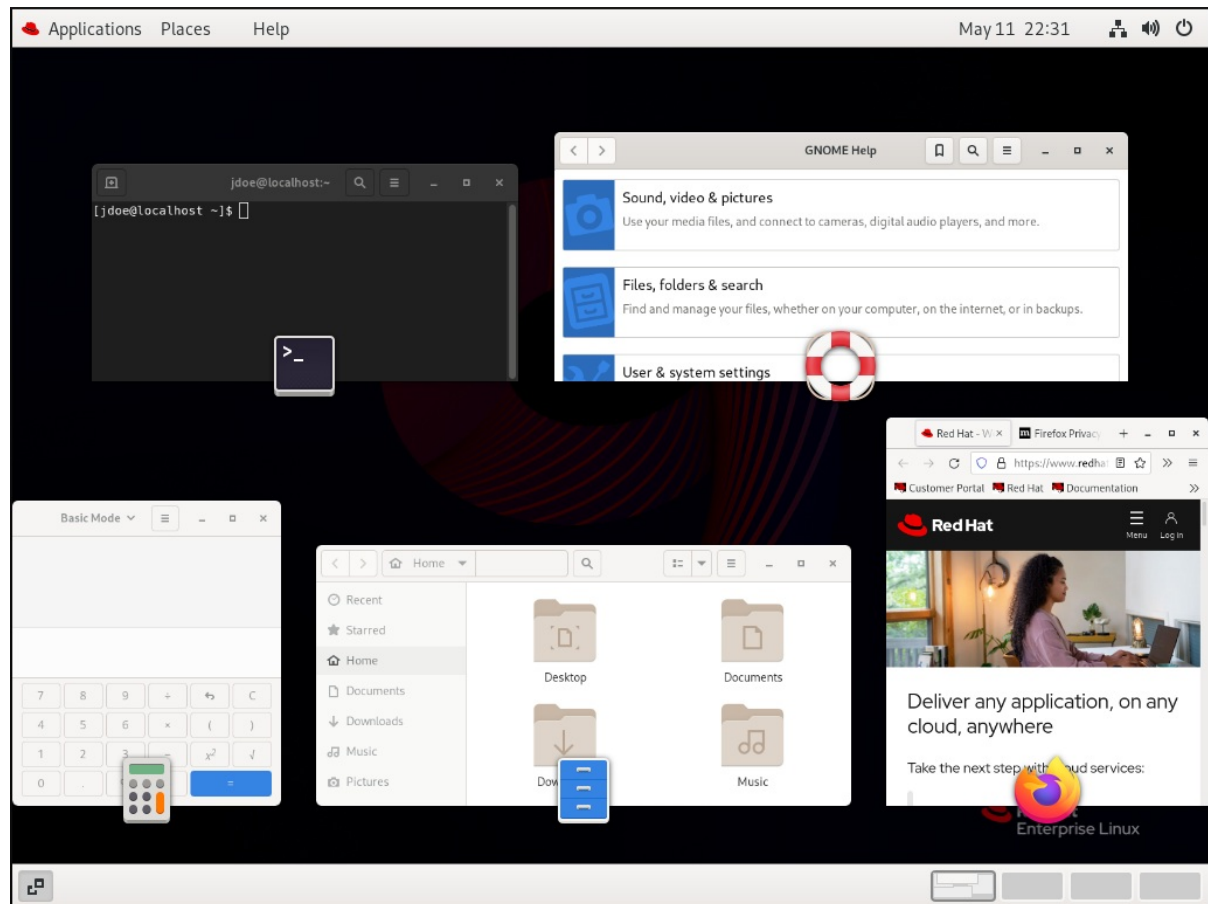 Applications Places Help May 11 22:31
GNOME Help
jdoe@localhost:~
[jdoe@localhost ~]$
>_
Sound, video & pictures
Use your media files, and connect to cameras, digital audio players, and more.
Files, folders & search
Find and manage your files, whether on your computer, on the internet, or in backups.
User & system settings
Red Hat - W Firefox Privac
https://www.redhat
Customer Portal Red Hat Documentation
Red Hat
Menu Log in
Deliver any application, on any
cloud, anywhere
Take the next step with cloud services:
Basic Mode
7 8 9 ÷ C
4 5 6 × ( )
1 2 3 − x² √
0 . =
Home
Recent
Starred
Home
Documents
Downloads
Music
Pictures
Desktop Documents
Music
Enterprise Linux